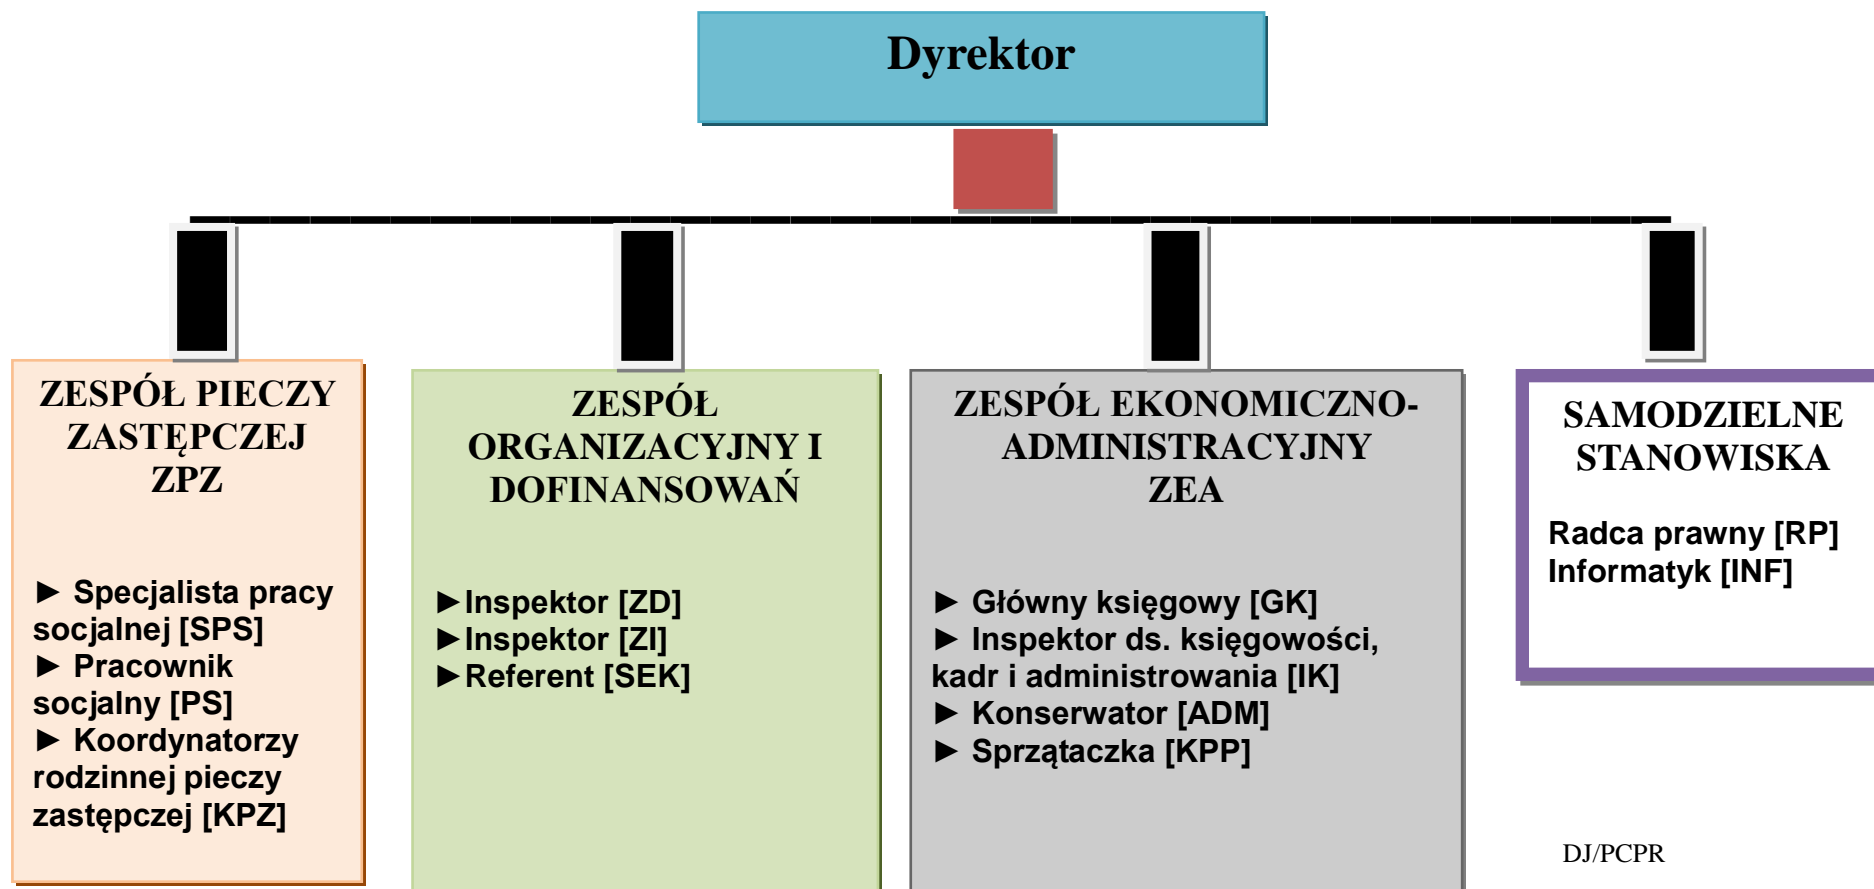 Dyrektor
ZESPÓŁ PIECZY
ZASTĘPCZEJ
ZPZ
► Specjalista pracy
socjalnej [SPS]
► Pracownik
socjalny [PS]
► Koordynatorzy
rodzinnej pieczy
zastępczej [KPZ]
ZESPÓŁ
ORGANIZACYJNY I
DOFINANSOWAŃ
►Inspektor [ZD]
►Inspektor [ZI]
►Referent [SEK]
ZESPÓŁ EKONOMICZNO-
ADMINISTRACYJNY
ZEA
► Główny księgowy [GK]
► Inspektor ds. księgowości,
kadr i administrowania [IK]
► Konserwator [ADM]
► Sprzątaczka [KPP]
SAMODZIELNE
STANOWISKA
Radca prawny [RP]
Informatyk [INF]
DJ/PCPR